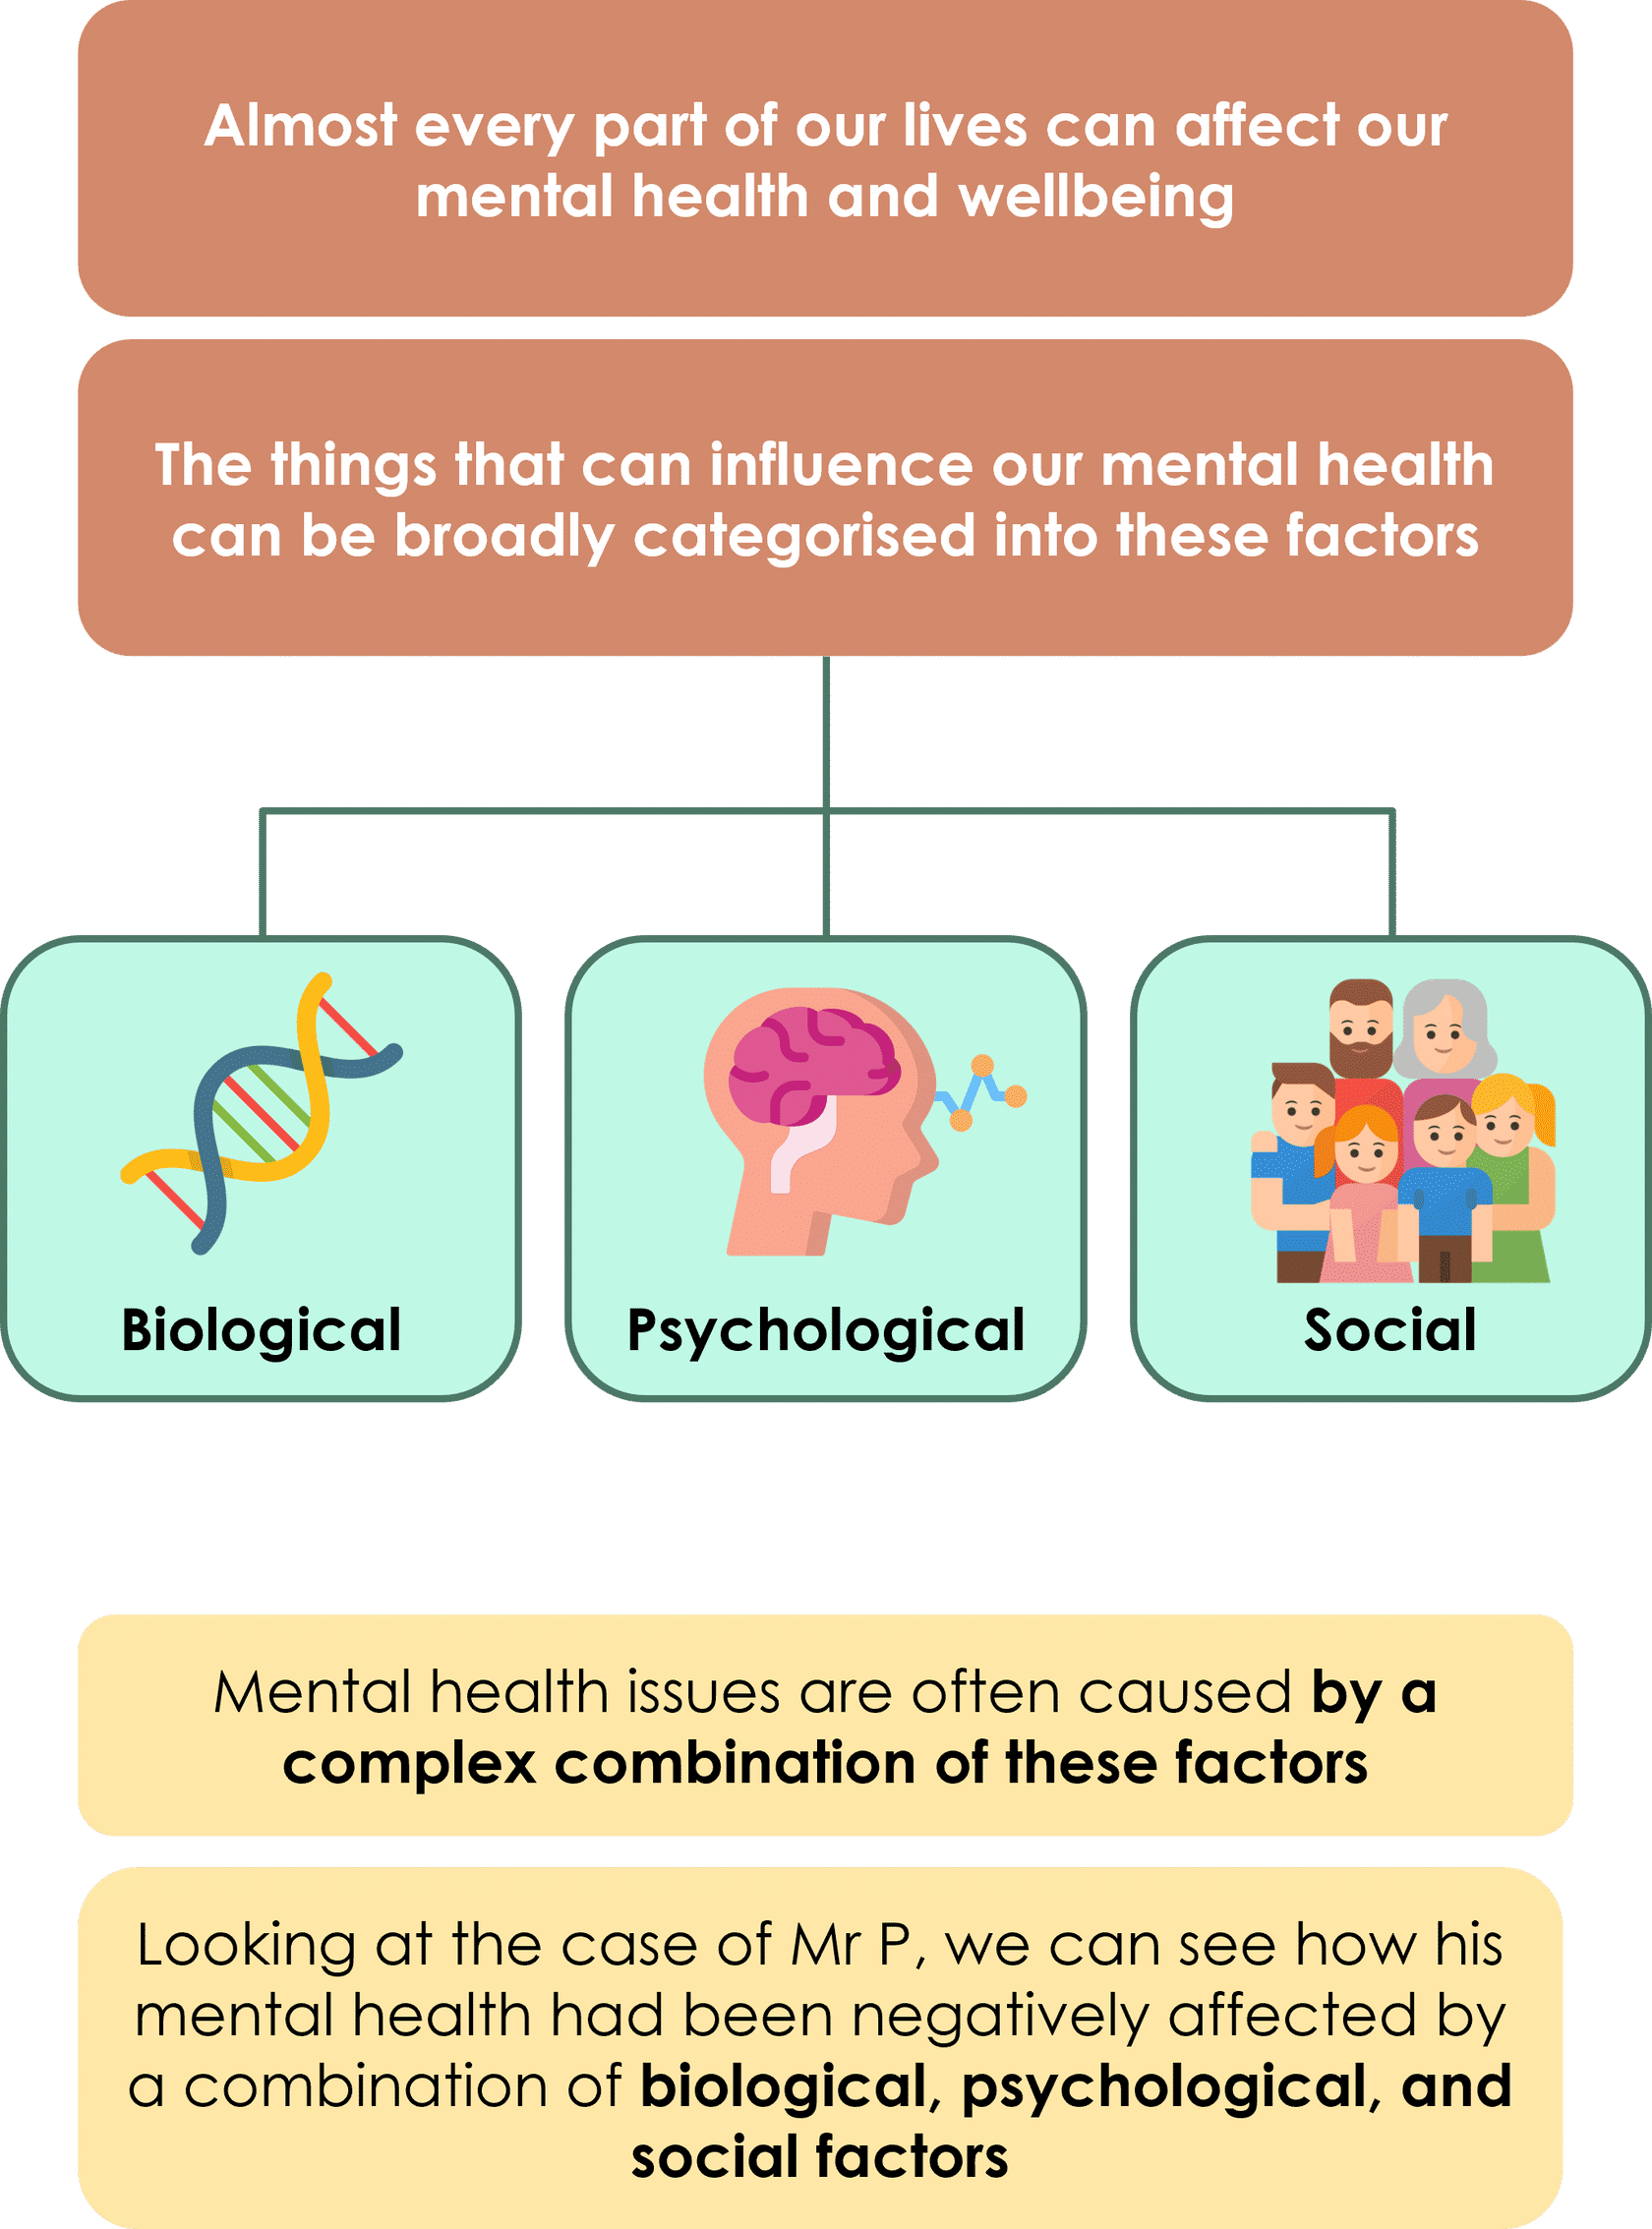 Almost every part of our lives can affect our
mental health and wellbeing
The things that can influence our mental health
can be broadly categorised into these factors
Biological
Psychological
Social
Mental health issues are often caused by a
complex combination of these factors
Looking at the case of Mr P, we can see how his
mental health had been negatively affected by
a combination of biological, psychological, and
social factors